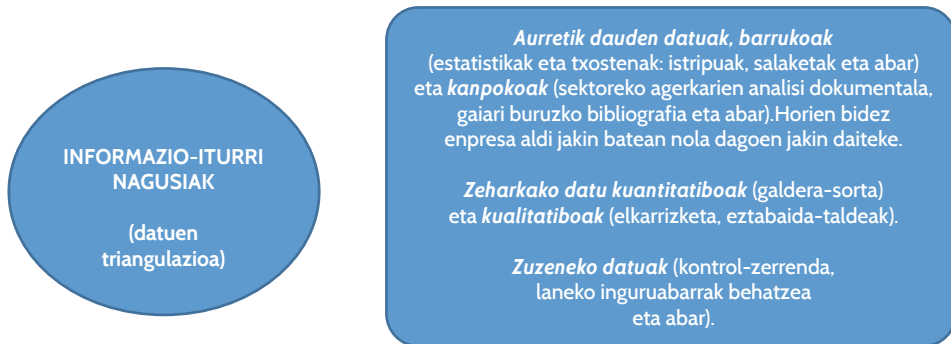 INFORMAZIO-ITURRI
NAGUSIAK
(datuen
triangulazioa)
Aurretik dauden datuak, barrukoak
(estatistikak eta txostenak: istripuak, salaketak eta abar)
eta kanpokoak (sektoreko agerkarien analisi dokumentala,
gaiari buruzko bibliografia eta abar).Horien bidez
enpresa aldi jakin batean nola dagoen jakin daiteke.
Zeharkako datu kuantitatiboak (galdera-sorta)
eta kualitatiboak (elkarrizketa, eztabaida-taldeak).
Zuzeneko datuak (kontrol-zerrenda,
laneko inguruabarrak behatzea
eta abar).